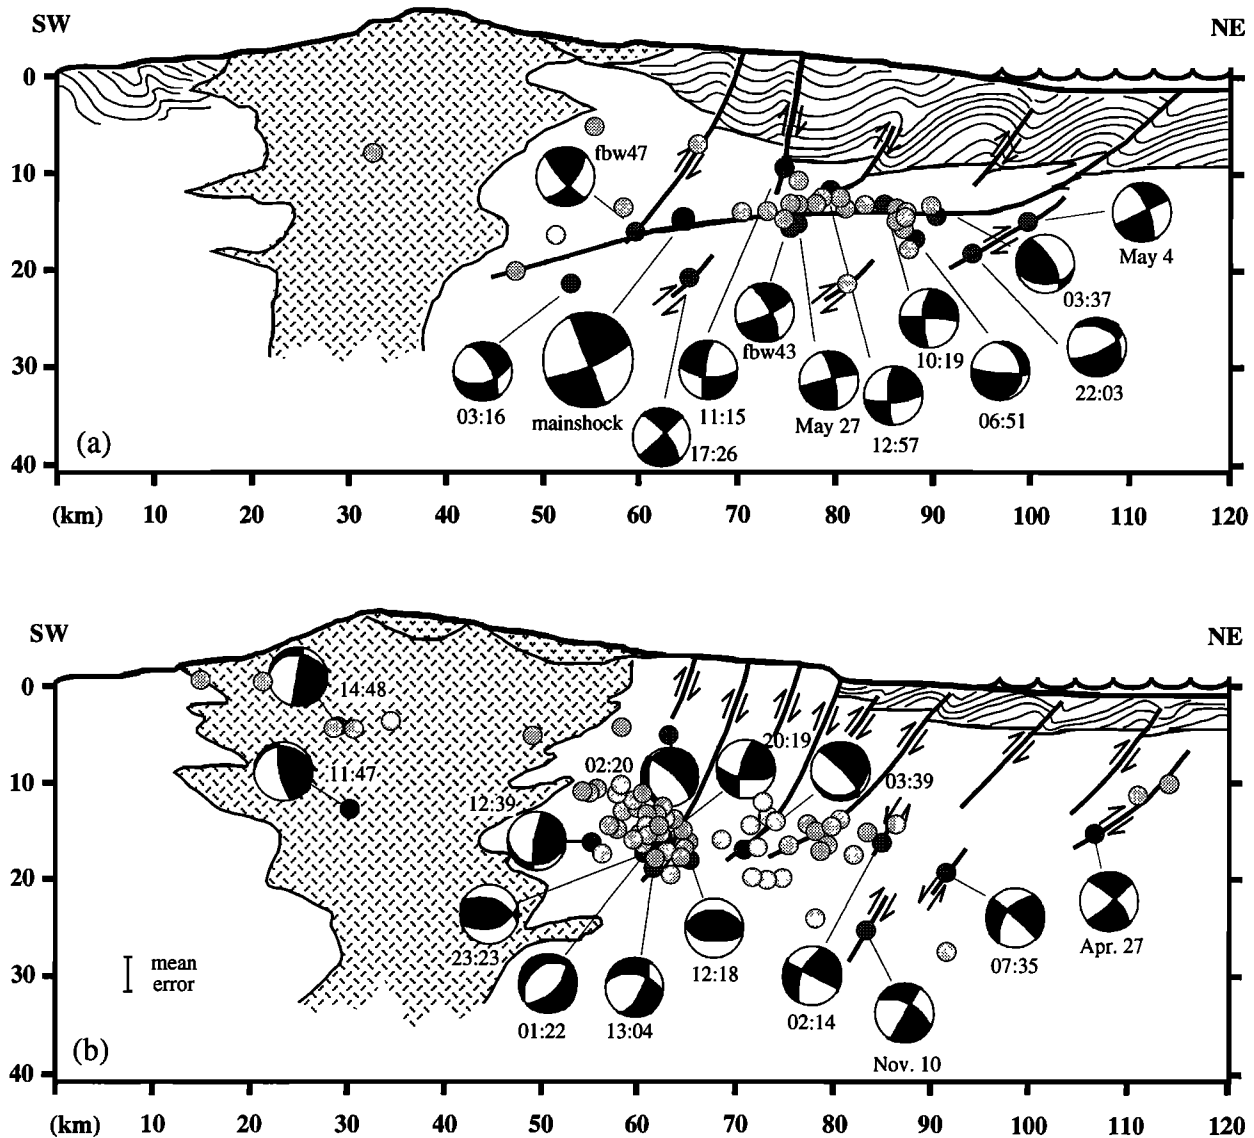 SW
NE
0
fbw47
10
May 4
20
03:37
fbw43
10:19
22:03
30
03:16
mainshock
11:15
May 27
06:51
12:57
(a)
17:26
40
(km) 10 20 30 40 50 60 70 80 90 100 110 120
SW
NE
0
14:48
20:19
02:20
03:39
11:47
10
12:39
20
23:23
12:18
07:35
Apr. 27
mean
error
30
01:22
13:04
02:14
(b)
Nov. 10
40
(km) 10 20 30 40 50 60 70 80 90 100 110 120